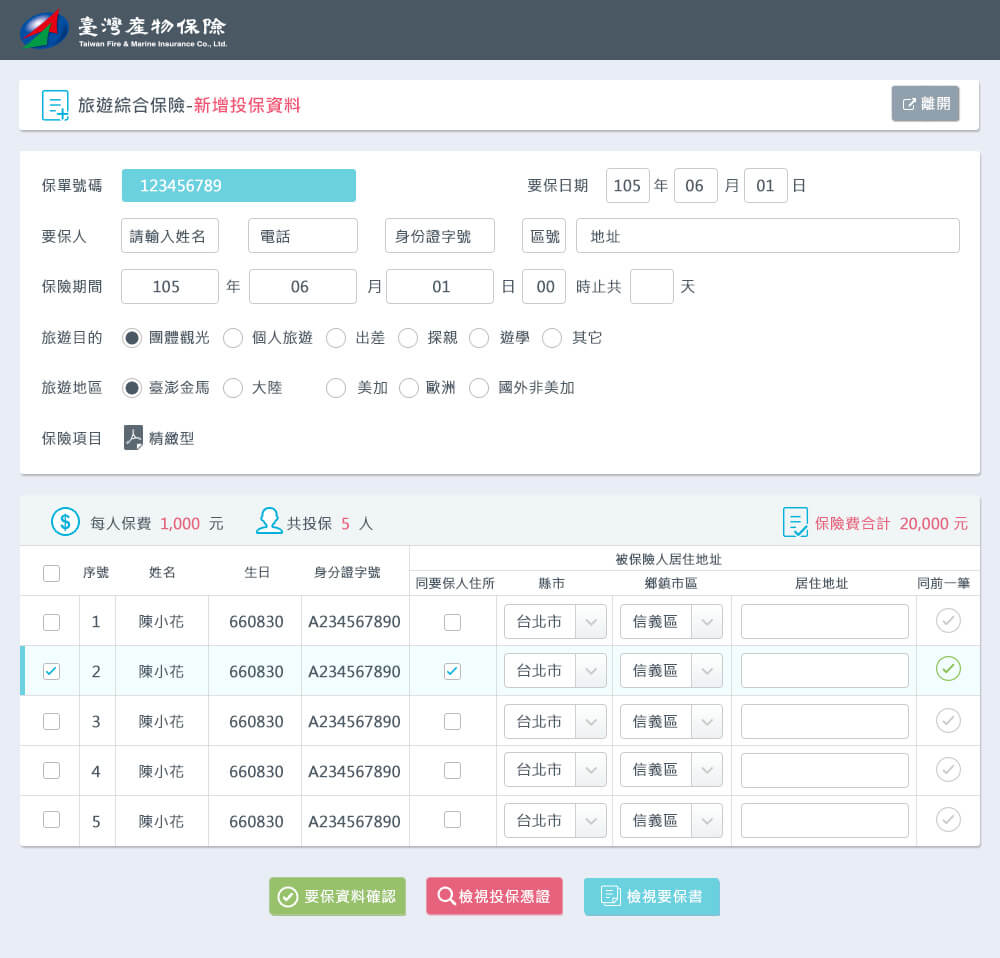 臺灣產物保險
Taiwan Fire & Marine Insurance Co., Ltd.
旅遊綜合保險-新增投保資料
離開
保單號碼 123456789 要保日期 105 年 06 月 01 日
要保人 請輸入姓名 電話 身份證字號 區號 地址
保險期間 105 年 06 月 01 日 00 時止共 天
旅遊目的 團體觀光 個人旅遊 出差 探親 遊學 其它
旅遊地區 臺澎金馬 大陸 美加 歐洲 國外非美加
保險項目 精緻型
每人保費 1,000 元 共投保 5 人 保險費合計 20,000 元
被保險人居住地址
序號 姓名 生日 身分證字號 同要保人住所 縣市 鄉鎮市區 居住地址 同前一筆
1 陳小花 660830 A234567890 台北市 信義區
2 陳小花 660830 A234567890 台北市 信義區
3 陳小花 660830 A234567890 台北市 信義區
4 陳小花 660830 A234567890 台北市 信義區
5 陳小花 660830 A234567890 台北市 信義區
要保資料確認 檢視投保憑證 檢視要保書